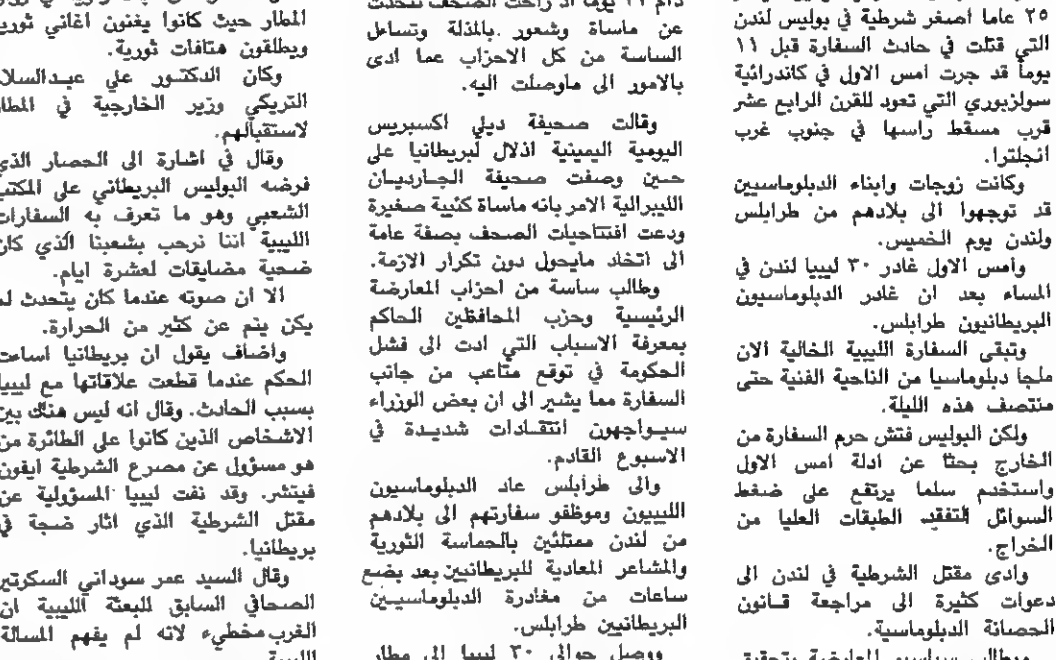 ٢٥ عاما اصغر شرطية في بوليس لندن
التي قتلت في حادث السفارة قبل ١١
يوماً قد جرت امس الاول في كاندرائية
سولزبوري التي تعود للقرن الرابع عشر
قرب مسقط راسها في جنوب غرب
انجلترا.
وكانت زوجات وابناء الدبلوماسيين
قد توجهوا الى بلادهم من طرابلس
ولندن يوم الخميس.
وامس الاول غادر ٣٠ ليبيا لندن في
المساء بعد ان غادر الدبلوماسيون
البريطانيون طرابلس.
وتبقى السفارة الليبية الخالية الان
ملجا دبلوماسيا من الناحية الفنية حتى
منتصف هذه الليلة.
ولكن البوليس فتش حرم السفارة من
الخارج بحثا عن ادلة امس الاول
واستخدم سلما يرتفع على ضغط
السوائل لتفقد الطبقات العليا من
الخراج.
وادى مقتل الشرطية في لندن الى
دعوات كثيرة الى مراجعة قانون
الحصانة الدبلوماسية.
دام ١١ يوما اذ راحت الصحف تتحدث
عن ماساة وشعور بالمذلة وتساءل
الساسة من كل الاحزاب عما ادى
بالامور الى ماوصلت اليه.
وقالت صحيفة ديلي اكسبريس
اليومية اليمينية اذلال لبريطانيا على
حين وصفت صحيفة الجارديان
الليبرالية الامر بانه ماساة كئيبة صغيرة
ودعت افتتاحيات الصحف بصفة عامة
الى اتخاذ مايحول دون تكرار الازمة.
وطالب ساسة من احزاب المعارضة
الرئيسية وحزب المحافظين الحاكم
بمعرفة الاسباب التي ادت الى فشل
الحكومة في توقع متاعب من جانب
السفارة مما يشير الى ان بعض الوزراء
سيواجهون انتقادات شديدة في
الاسبوع القادم.
والى طرابلس عاد الدبلوماسيون
الليبيون وموظفو سفارتهم الى بلادهم
من لندن ممتلئين بالحماسة الثورية
والمشاعر المعادية للبريطانيين بعد بضع
ساعات من مغادرة الدبلوماسيين
البريطانيين طرابلس.
ووصل حوالى ٣٠ ليبيا الى مطار
المطار حيث كانوا يغنون اغاني ثورية
ويطلقون هتافات ثورية.
وكان الدكتور علي عبدالسلا
التريكي وزير الخارجية في المطا
لاستقبالهم.
وقال في اشارة الى الحصار الذي
فرضه البوليس البريطاني على المكتب
الشعبي وهو ما تعرف به السفارات
الليبية اننا نرحب بشعبنا الذي كان
ضحية مضايقات لعشرة ايام.
الا ان صوته عندما كان يتحدث لم
يكن ينم عن كثير من الحرارة.
واضاف يقول ان بريطانيا اساءت
الحكم عندما قطعت علاقاتها مع ليبيا
بسبب الحادث. وقال انه ليس هناك بين
الاشخاص الذين كانوا على الطائرة من
هو مسؤول عن مصرع الشرطية ايفون
فيتشر. وقد نفت ليبيا المسؤولية عن
مقتل الشرطية الذي اثار ضجة في
بريطانيا.
وقال السيد عمر سوداني السكرتير
الصحافي السابق للبعثة الليبية ان
الغرب مخطيء لانه لم يفهم المسالة